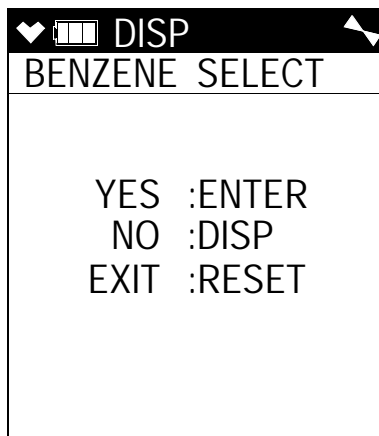 DISP
BENZENE SELECT
YES :ENTER
NO :DISP
EXIT :RESET